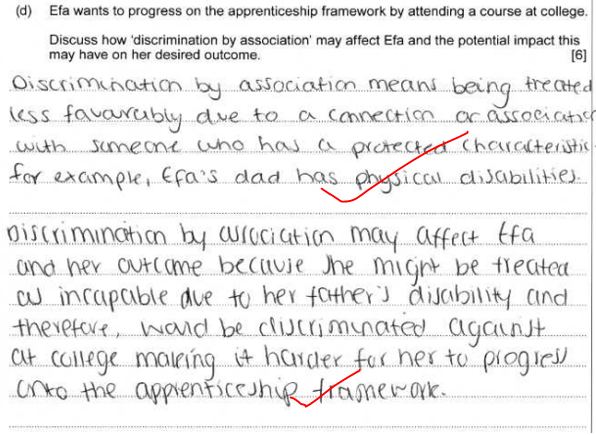 (d) Efa wants to progress on the apprenticeship framework by attending a course at college.
Discuss how 'discrimination by association' may affect Efa and the potential impact this
may have on her desired outcome. [6]
Discrimination by association means being treated
less favourably due to a connection or association
with someone who has a protected characteristic
for example, Efa's dad has physical disabilities.
Discrimination by association may affect Efa
and her outcome because she might be treated
as incapable due to her father's disability and
therefore, would be discriminated against
at college making it harder for her to progress
onto the apprenticeship framework.